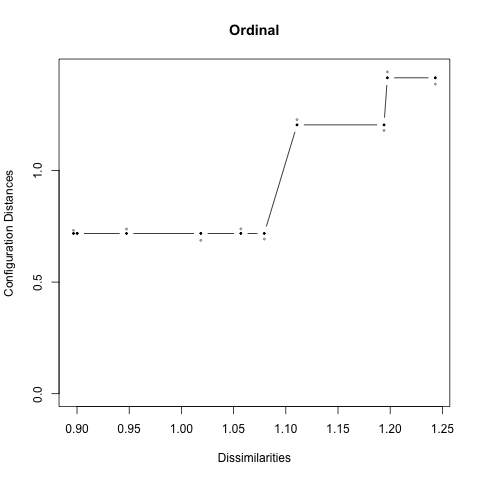 Ordinal
Configuration Distances
1.0
0.5
0.0
0.90 0.95 1.00 1.05 1.10 1.15 1.20 1.25
Dissimilarities